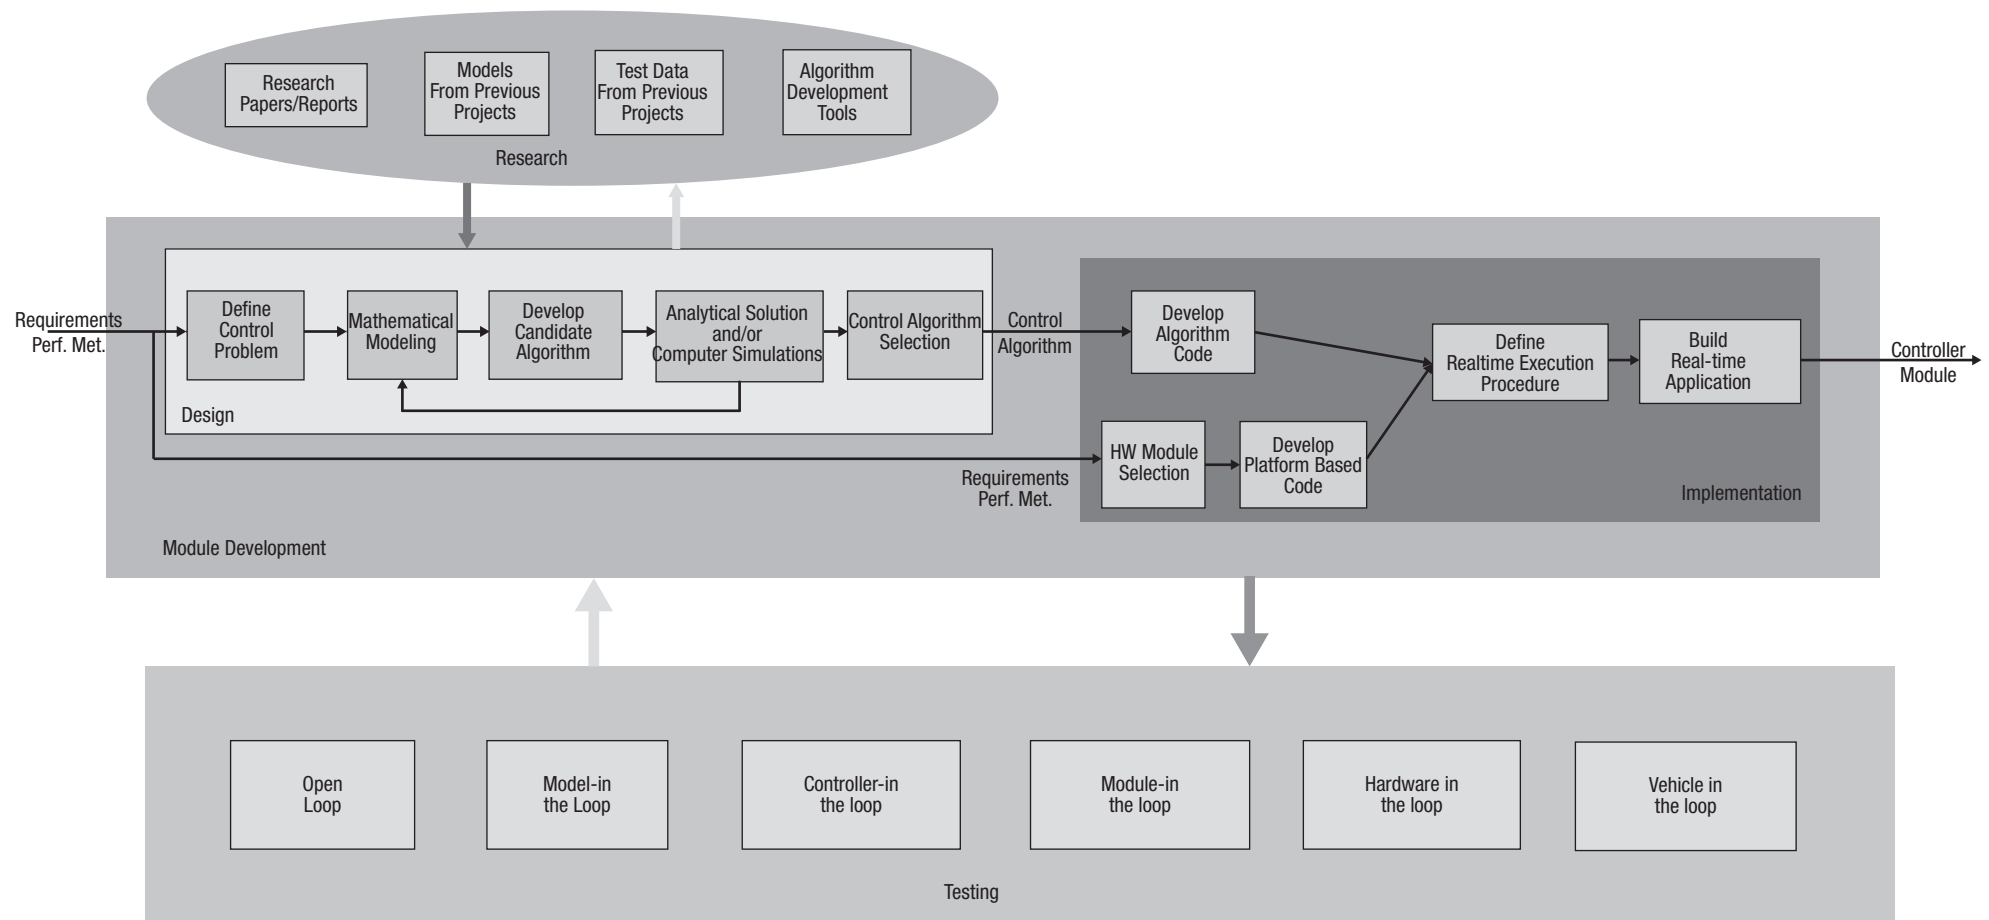 Research
Papers/Reports
Models
From Previous
Projects
Test Data
From Previous
Projects
Algorithm
Development
Tools
Research
Requirements
Perf. Met.
Define
Control
Problem
Mathematical
Modeling
Develop
Candidate
Algorithm
Analytical Solution
and/or
Computer Simulations
Control Algorithm
Selection
Design
Control
Algorithm
Develop
Algorithm
Code
Define
Realtime Execution
Procedure
Build
Real-time
Application
Controller
Module
Requirements
Perf. Met.
HW Module
Selection
Develop
Platform Based
Code
Implementation
Module Development
Open
Loop
Model-in
the Loop
Controller-in
the loop
Module-in
the loop
Hardware in
the loop
Vehicle in
the loop
Testing